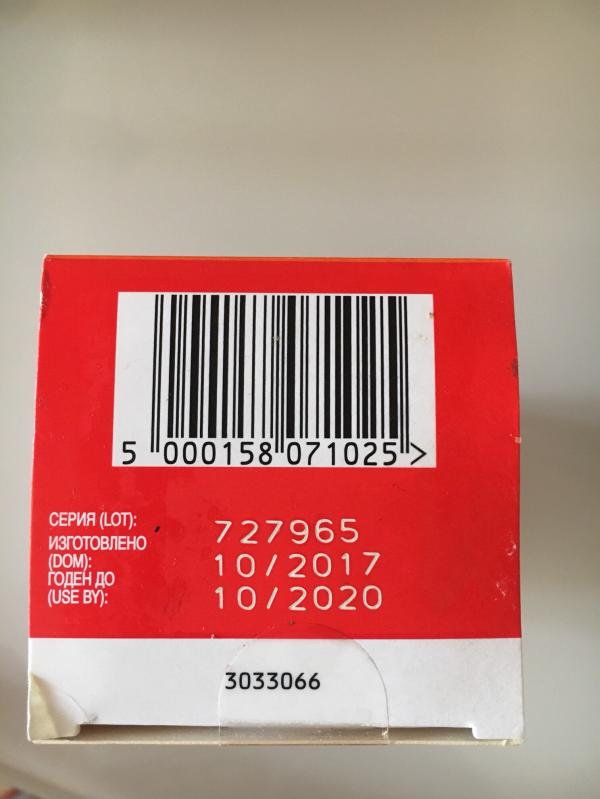 5 000158 071025 >
СЕРИЯ (LOT): 727965
ИЗГОТОВЛЕНО
(DOM): 10/2017
ГОДЕН ДО
(USE BY): 10/2020
3033066